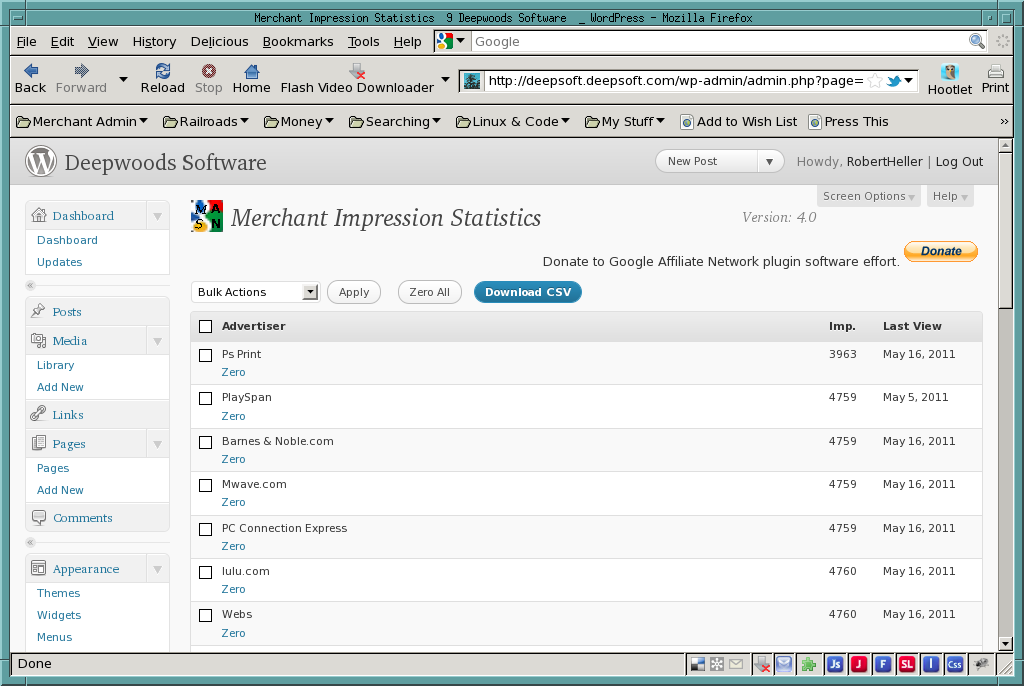 Merchant Impression Statistics 9 Deepwoods Software _ WordPress - Mozilla Firefox
File Edit View History Delicious Bookmarks Tools Help Google
Back Forward Reload Stop Home Flash Video Downloader http://deepsoft.deepsoft.com/wp-admin/admin.php?page= Hootlet Print
Merchant Admin Railroads Money Searching Linux & Code My Stuff Add to Wish List Press This »
Deepwoods Software New Post Howdy, RobertHeller | Log Out
Screen Options Help
Dashboard
Dashboard
Updates
Posts
Media
Library
Add New
Links
Pages
Pages
Add New
Comments
Appearance
Themes
Widgets
Menus
M A S N
Merchant Impression Statistics Version: 4.0
Donate to Google Affiliate Network plugin software effort. Donate
Bulk Actions Apply Zero All Download CSV
Advertiser Imp. Last View
Ps Print 3963 May 16, 2011
Zero
PlaySpan 4759 May 5, 2011
Zero
Barnes & Noble.com 4759 May 16, 2011
Zero
Mwave.com 4759 May 16, 2011
Zero
PC Connection Express 4759 May 16, 2011
Zero
lulu.com 4760 May 16, 2011
Zero
Webs 4760 May 16, 2011
Zero
Done Js J F SL I Css